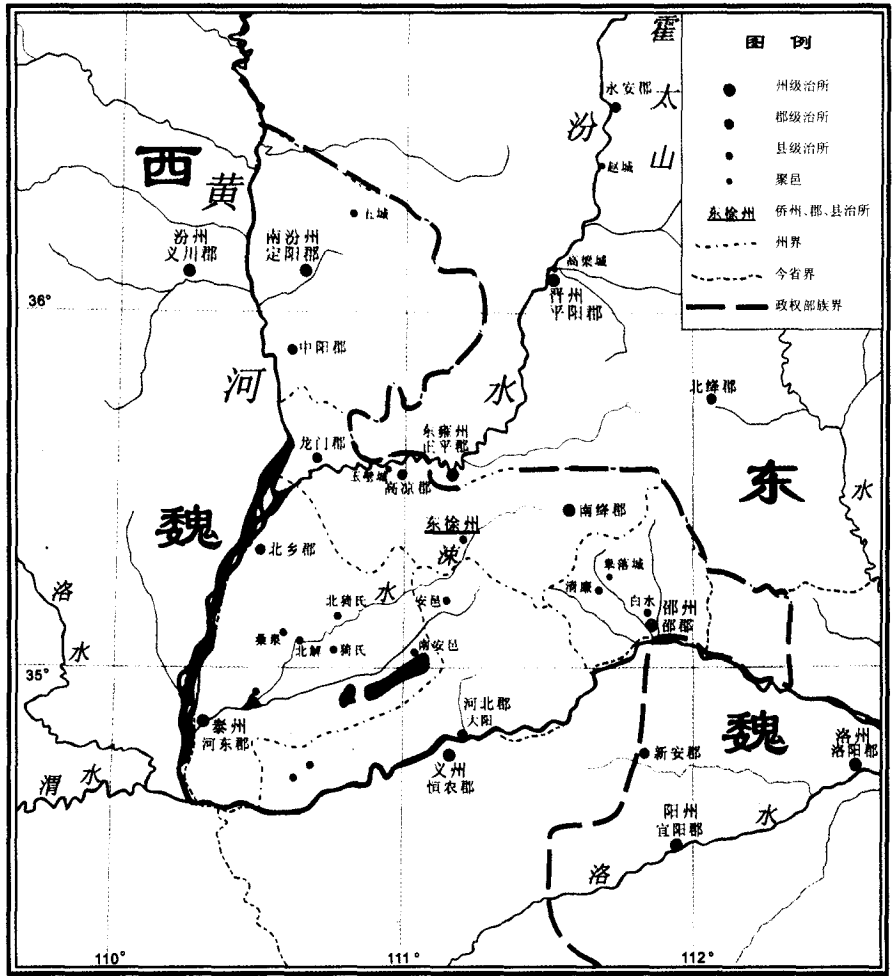 图 例
州级治所
郡级治所
县级治所
聚邑
东徐州
侨州、郡、县治所
州界
今省界
政权部族界
霍
太
山
永安郡
汾
赵城
西
黄
五城
汾州
义川郡
南汾州
定阳郡
高梁城
晋州
平阳郡
36°
中阳郡
河
水
北绛郡
东雍州
正平郡
龙门郡
玉壁城
高凉郡
东
水
魏
东徐州
南绛郡
涑
北乡郡
洛
水
北猗氏
水
安邑
皋落城
清廉
白水
邵州
邵郡
桑泉
北解
猗氏
南安邑
35°
泰州
河东郡
河北郡
大阳
魏
洛州
洛阳郡
渭
水
义州
恒农郡
新安郡
阳州
宜阳郡
水
洛
110°
111°
112°